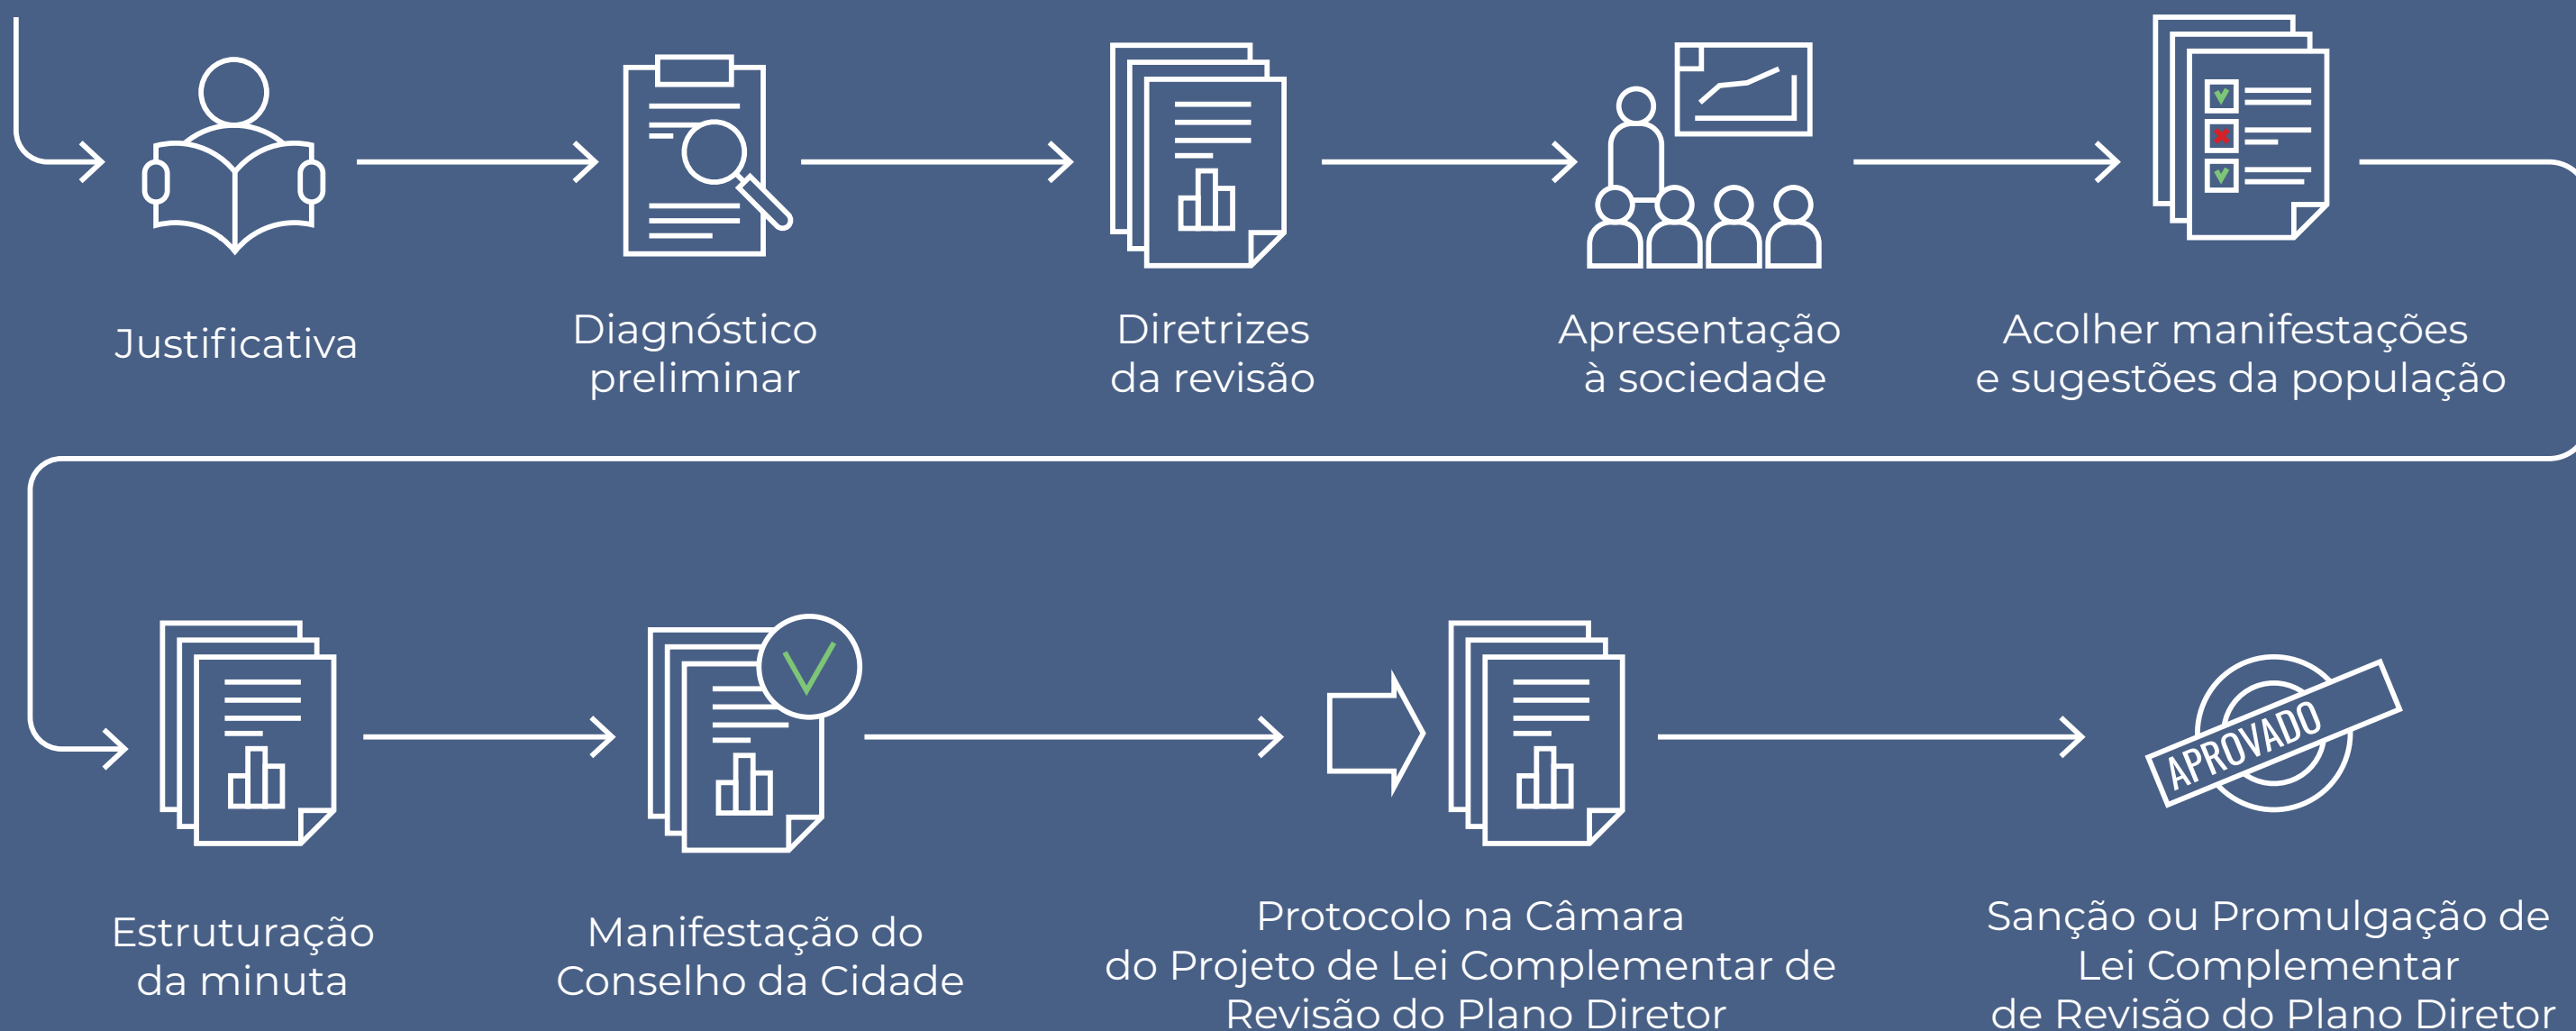 Justificativa
Diagnóstico
preliminar
Diretrizes
da revisão
Apresentação
à sociedade
Acolher manifestações
e sugestões da população
Estruturação
da minuta
Manifestação do
Conselho da Cidade
Protocolo na Câmara
do Projeto de Lei Complementar de
Revisão do Plano Diretor
APROVADO
Sanção ou Promulgação de
Lei Complementar
de Revisão do Plano Diretor